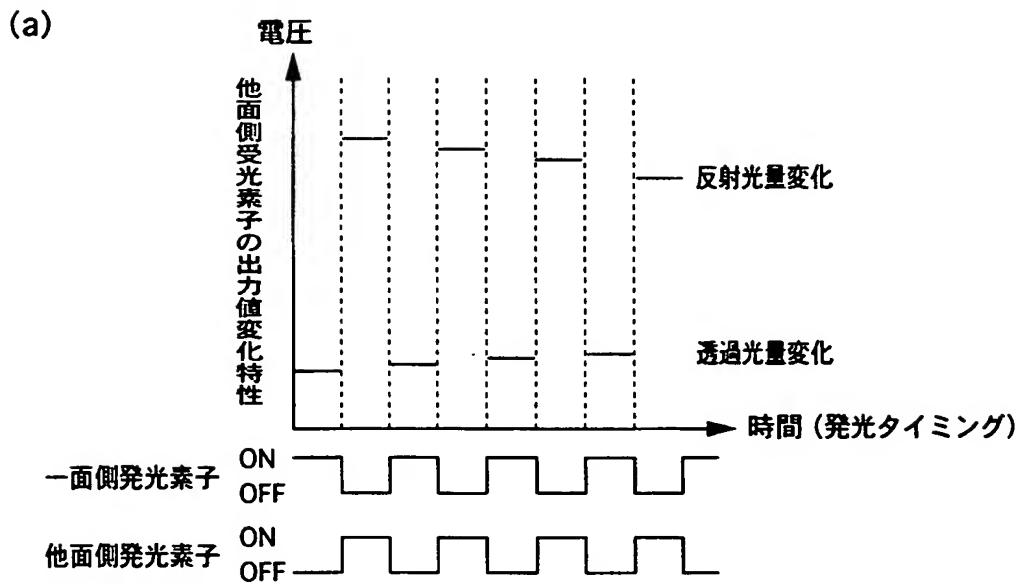 (a)
電圧
他面側受光素子の出力値変化特性
反射光量変化
透過光量変化
時間(発光タイミング)
一面側発光素子 ON
OFF
他面側発光素子 ON
OFF